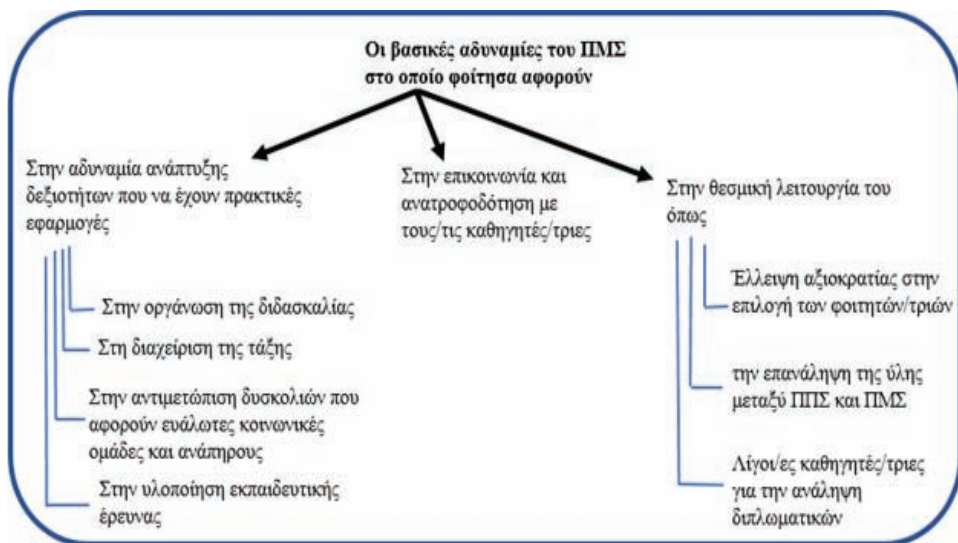 Οι βασικές αδυναμίες του ΠΜΣ
στο οποίο φοίτησα αφορούν
Στην αδυναμία ανάπτυξης
δεξιοτήτων που να έχουν πρακτικές
εφαρμογές
Στην οργάνωση της διδασκαλίας
Στη διαχείριση της τάξης
Στην αντιμετώπιση δυσκολιών που
αφορούν ευάλωτες κοινωνικές
ομάδες και ανάπηρους
Στην υλοποίηση εκπαιδευτικής
έρευνας
Στην επικοινωνία και
ανατροφοδότηση με
τους/τις καθηγητές/τριες
Στην θεσμική λειτουργία του
όπως
Έλλειψη αξιοκρατίας στην
επιλογή των φοιτητών/τριών
την επανάληψη της ύλης
μεταξύ ΠΠΣ και ΠΜΣ
Λίγοι/ες καθηγητές/τριες
για την ανάληψη
διπλωματικών